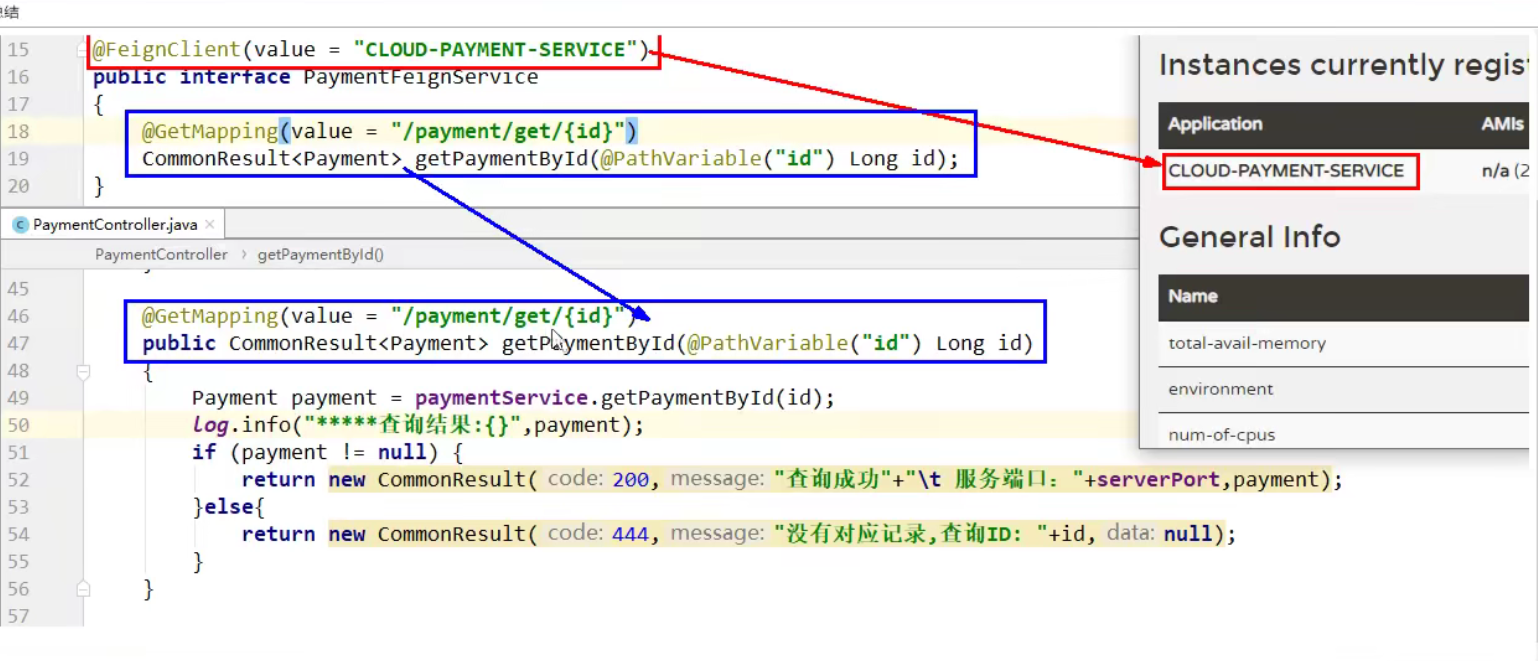 结
15 @FeignClient(value = "CLOUD-PAYMENT-SERVICE")
16 public interface PaymentFeignService
17 {
18 @GetMapping(value = "/payment/get/{id}")
19 CommonResult<Payment> getPaymentById(@PathVariable("id") Long id);
20 }
Instances currently regis
Application AMIs
CLOUD-PAYMENT-SERVICE n/a (2
General Info
Name
total-avail-memory
environment
num-of-cpus
PaymentController.java
PaymentController › getPaymentById()
45
46 @GetMapping(value = "/payment/get/{id}")
47 public CommonResult<Payment> getPaymentById(@PathVariable("id") Long id)
48 {
49 Payment payment = paymentService.getPaymentById(id);
50 log.info("*****查询结果:{}",payment);
51 if (payment != null) {
52 return new CommonResult( code: 200, message: "查询成功"+"\t 服务端口: "+serverPort,payment);
53 }else{
54 return new CommonResult( code: 444, message: "没有对应记录,查询ID: "+id, data: null);
55 }
56 }
57